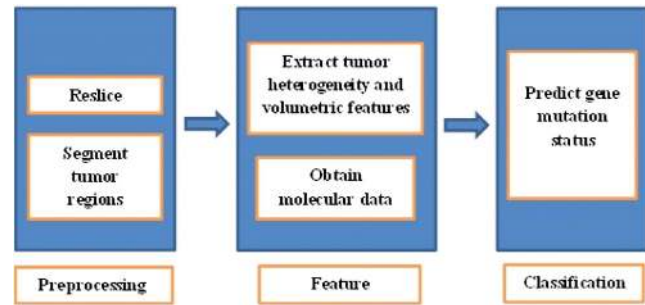 Reslice
Segment
tumor
regions
Preprocessing
Extract tumor
heterogeneity and
volumetric features
Obtain
molecular data
Feature
Predict gene
mutation
status
Classification